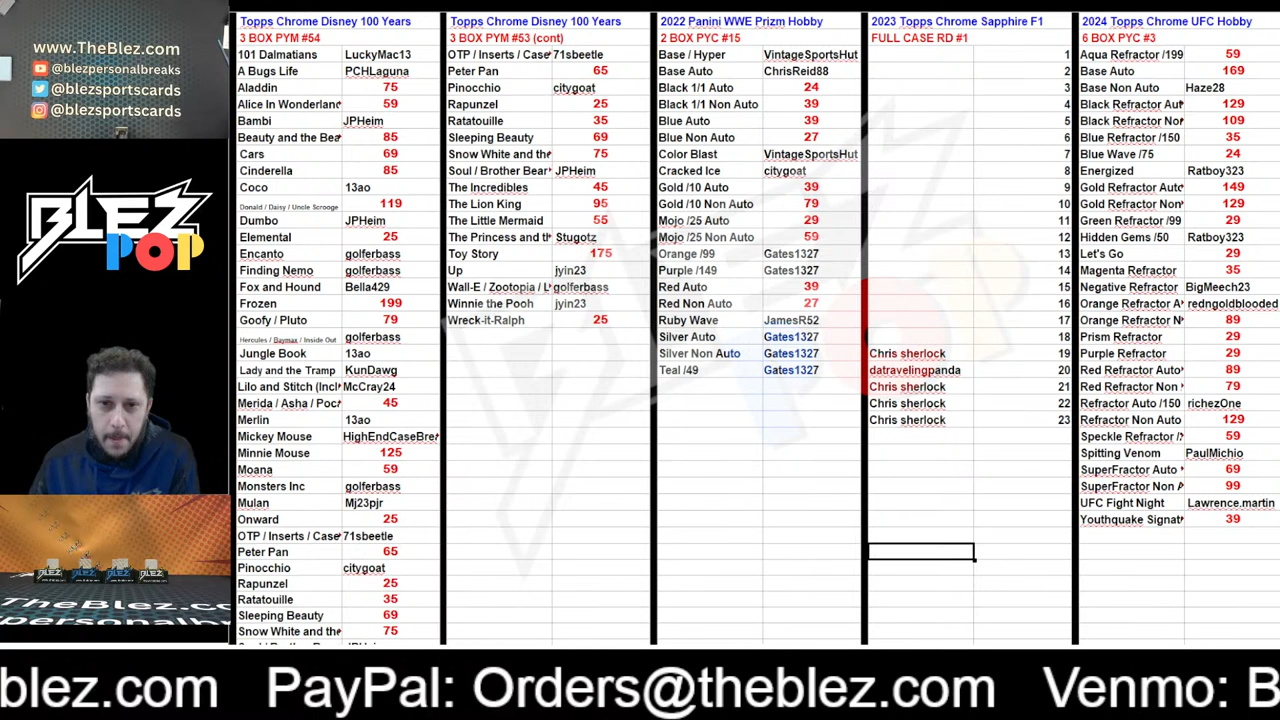 www.TheBlez.com
@blezpersonalbreaks
@blezsportscards
@blezsportscards
BLEZ
POP
TheBlez.co
personalbrea
Topps Chrome Disney 100 Years
3 BOX PYM #54
101 Dalmatians LuckyMac13
A Bugs Life PCHLaguna
Aladdin 75
Alice In Wonderlan 59
Bambi JPHeim
Beauty and the Bea 85
Cars 69
Cinderella 85
Coco 13ao
Donald / Daisy / Uncle Scrooge 119
Dumbo JPHeim
Elemental 25
Encanto golferbass
Finding Nemo golferbass
Fox and Hound Bella429
Frozen 199
Goofy / Pluto 79
Hercules / Baymax / Inside Out golferbass
Jungle Book 13ao
Lady and the Tramp KunDawg
Lilo and Stitch (Incl McCray24
Merida / Asha / Poc 45
Merlin 13ao
Mickey Mouse HighEndCaseBre
Minnie Mouse 125
Moana 59
Monsters Inc golferbass
Mulan Mj23pjr
Onward 25
OTP / Inserts / Case 71sbeetle
Peter Pan 65
Pinocchio citygoat
Rapunzel 25
Ratatouille 35
Sleeping Beauty 69
Snow White and the 75
Topps Chrome Disney 100 Years
3 BOX PYM #53 (cont)
OTP / Inserts / Case 71sbeetle
Peter Pan 65
Pinocchio citygoat
Rapunzel 25
Ratatouille 35
Sleeping Beauty 69
Snow White and th 75
Soul / Brother Bear JPHeim
The Incredibles 45
The Lion King 95
The Little Mermaid 55
The Princess and t Stugotz
Toy Story 175
Up jyin23
Wall-E / Zootopia / L golferbass
Winnie the Pooh jyin23
Wreck-it-Ralph 25
2022 Panini WWE Prizm Hobby
2 BOX PYC #15
Base / Hyper VintageSportsHut
Base Auto ChrisReid88
Black 1/1 Auto 24
Black 1/1 Non Auto 39
Blue Auto 39
Blue Non Auto 27
Color Blast VintageSportsHut
Cracked Ice citygoat
Gold /10 Auto 39
Gold /10 Non Auto 79
Mojo /25 Auto 29
Mojo /25 Non Auto 59
Orange /99 Gates1327
Purple /149 Gates1327
Red Auto 39
Red Non Auto 27
Ruby Wave JamesR52
Silver Auto Gates1327
Silver Non Auto Gates1327
Teal /49 Gates1327
2023 Topps Chrome Sapphire F1
FULL CASE RD #1
1
2
3
4
5
6
7
8
9
10
11
12
13
14
15
16
17
18
Chris sherlock 19
datravelingpanda 20
Chris sherlock 21
Chris sherlock 22
Chris sherlock 23
2024 Topps Chrome UFC Hobby
6 BOX PYC #3
Aqua Refractor /199 59
Base Auto 169
Base Non Auto Haze28
Black Refractor Aut 129
Black Refractor No 109
Blue Refractor /150 35
Blue Wave /75 24
Energized Ratboy323
Gold Refractor Aut 149
Gold Refractor Non 129
Green Refractor /99 29
Hidden Gems /50 Ratboy323
Let's Go 29
Magenta Refractor 35
Negative Refractor BigMeech23
Orange Refractor A redngoldblooded
Orange Refractor N 89
Prism Refractor 29
Purple Refractor 29
Red Refractor Auto 89
Red Refractor Non 79
Refractor Auto /150 richezOne
Refractor Non Auto 129
Speckle Refractor /2 59
Spitting Venom PaulMichio
SuperFractor Auto 69
SuperFractor Non A 99
UFC Fight Night Lawrence.martin
Youthquake Signat 39
blez.com PayPal: Orders@theblez.com Venmo: B